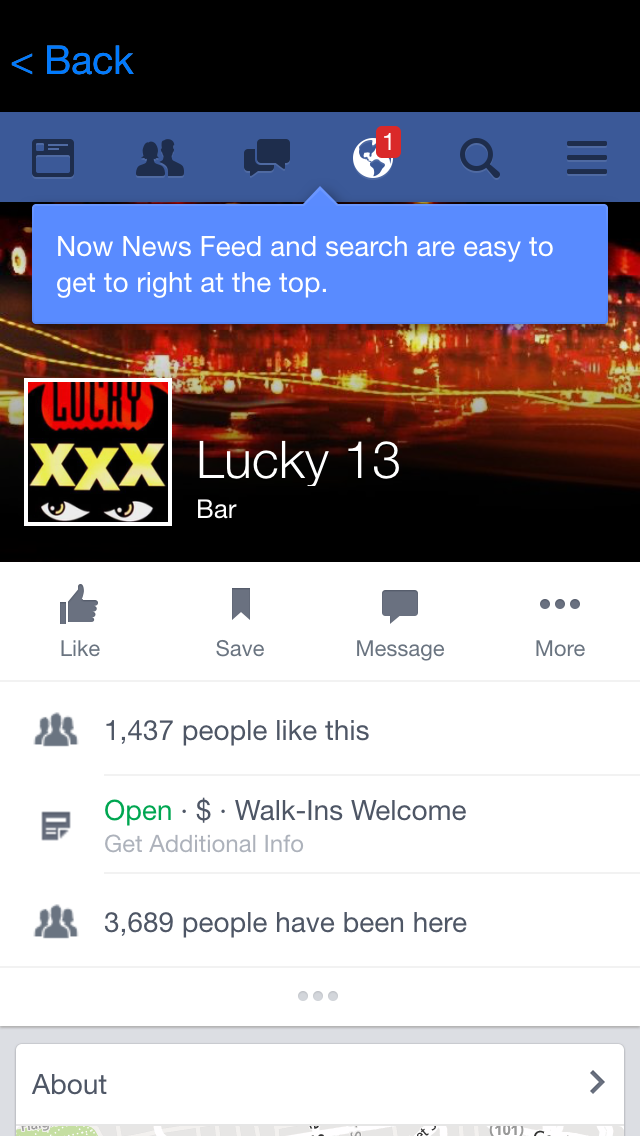 < Back
1
Now News Feed and search are easy to
get to right at the top.
LUCKY
XXX
Lucky 13
Bar
Like
Save
Message
More
1,437 people like this
Open · $ · Walk-Ins Welcome
Get Additional Info
3,689 people have been here
About
(101)